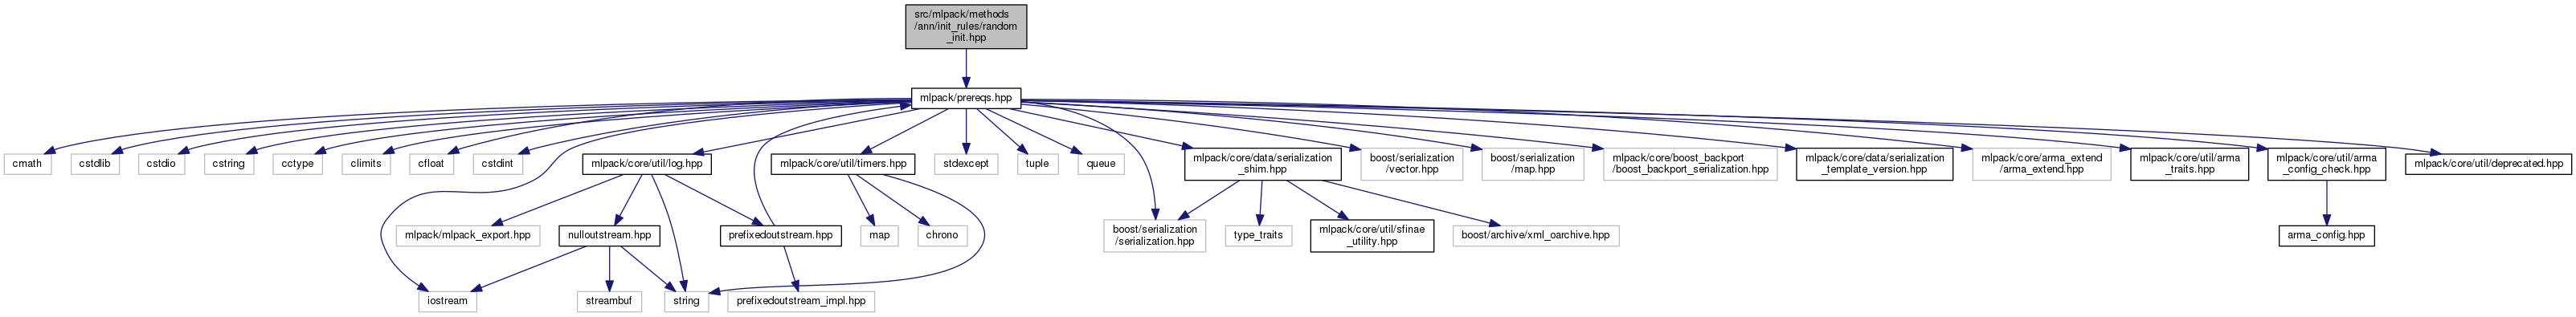 src/mlpack/methods
/ann/init_rules/random
_init.hpp
mlpack/prereqs.hpp
cmath
cstdlib
cstdio
cstring
cctype
climits
cfloat
cstdint
mlpack/core/util/log.hpp
mlpack/core/util/timers.hpp
stdexcept
tuple
queue
mlpack/core/data/serialization
_shim.hpp
boost/serialization
/vector.hpp
boost/serialization
/map.hpp
mlpack/core/boost_backport
/boost_backport_serialization.hpp
mlpack/core/data/serialization
_template_version.hpp
mlpack/core/arma_extend
/arma_extend.hpp
mlpack/core/util/arma
_traits.hpp
mlpack/core/util/arma
_config_check.hpp
mlpack/core/util/deprecated.hpp
mlpack/mlpack_export.hpp
nulloutstream.hpp
prefixedoutstream.hpp
map
chrono
boost/serialization
/serialization.hpp
type_traits
mlpack/core/util/sfinae
_utility.hpp
boost/archive/xml_oarchive.hpp
arma_config.hpp
iostream
streambuf
string
prefixedoutstream_impl.hpp